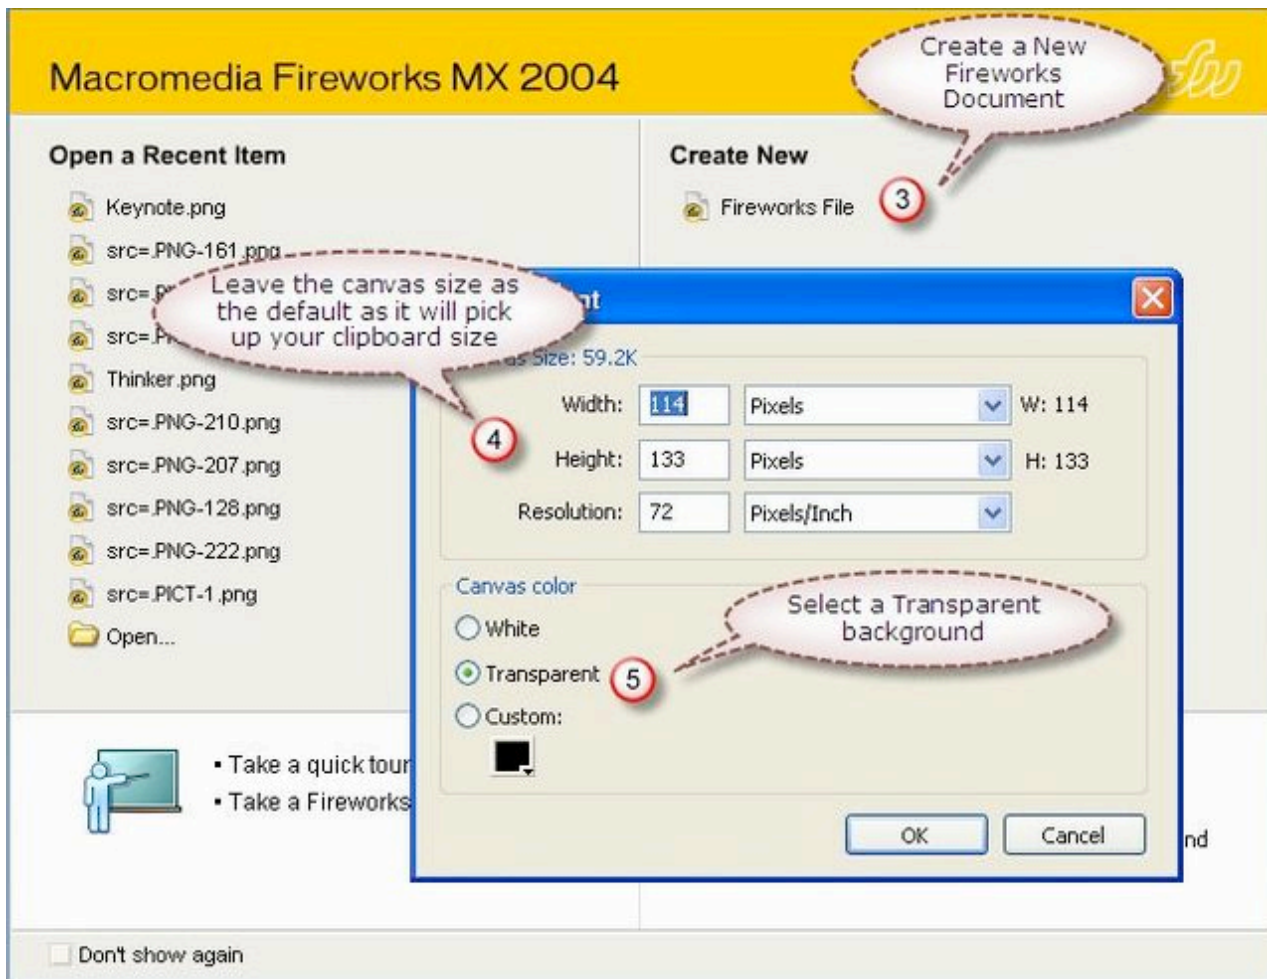 Macromedia Fireworks MX 2004
Create a New
Fireworks
Document
fw
Open a Recent Item
Keynote.png
src=.PNG-161.png
src=.
src=.P
Thinker.png
src=.PNG-210.png
src=.PNG-207.png
src=.PNG-128.png
src=.PNG-222.png
src=.PICT-1.png
Open...
Create New
Fireworks File
3
Leave the canvas size as
the default as it will pick
up your clipboard size
4
nt
Size: 59.2K
Width: 114 Pixels W: 114
Height: 133 Pixels H: 133
Resolution: 72 Pixels/Inch
Canvas color
White
Transparent
Custom:
Select a Transparent
background
5
OK Cancel
• Take a quick tour
• Take a Fireworks
nd
Don't show again